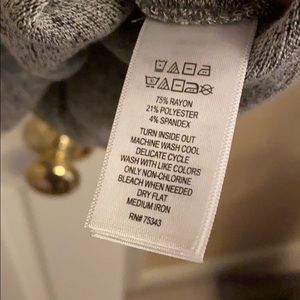 75% RAYON
21% POLYESTER
4% SPANDEX
TURN INSIDE OUT
MACHINE WASH COOL
DELICATE CYCLE
WASH WITH LIKE COLORS
ONLY NON-CHLORINE
BLEACH WHEN NEEDED
DRY FLAT
MEDIUM IRON
RN# 75343